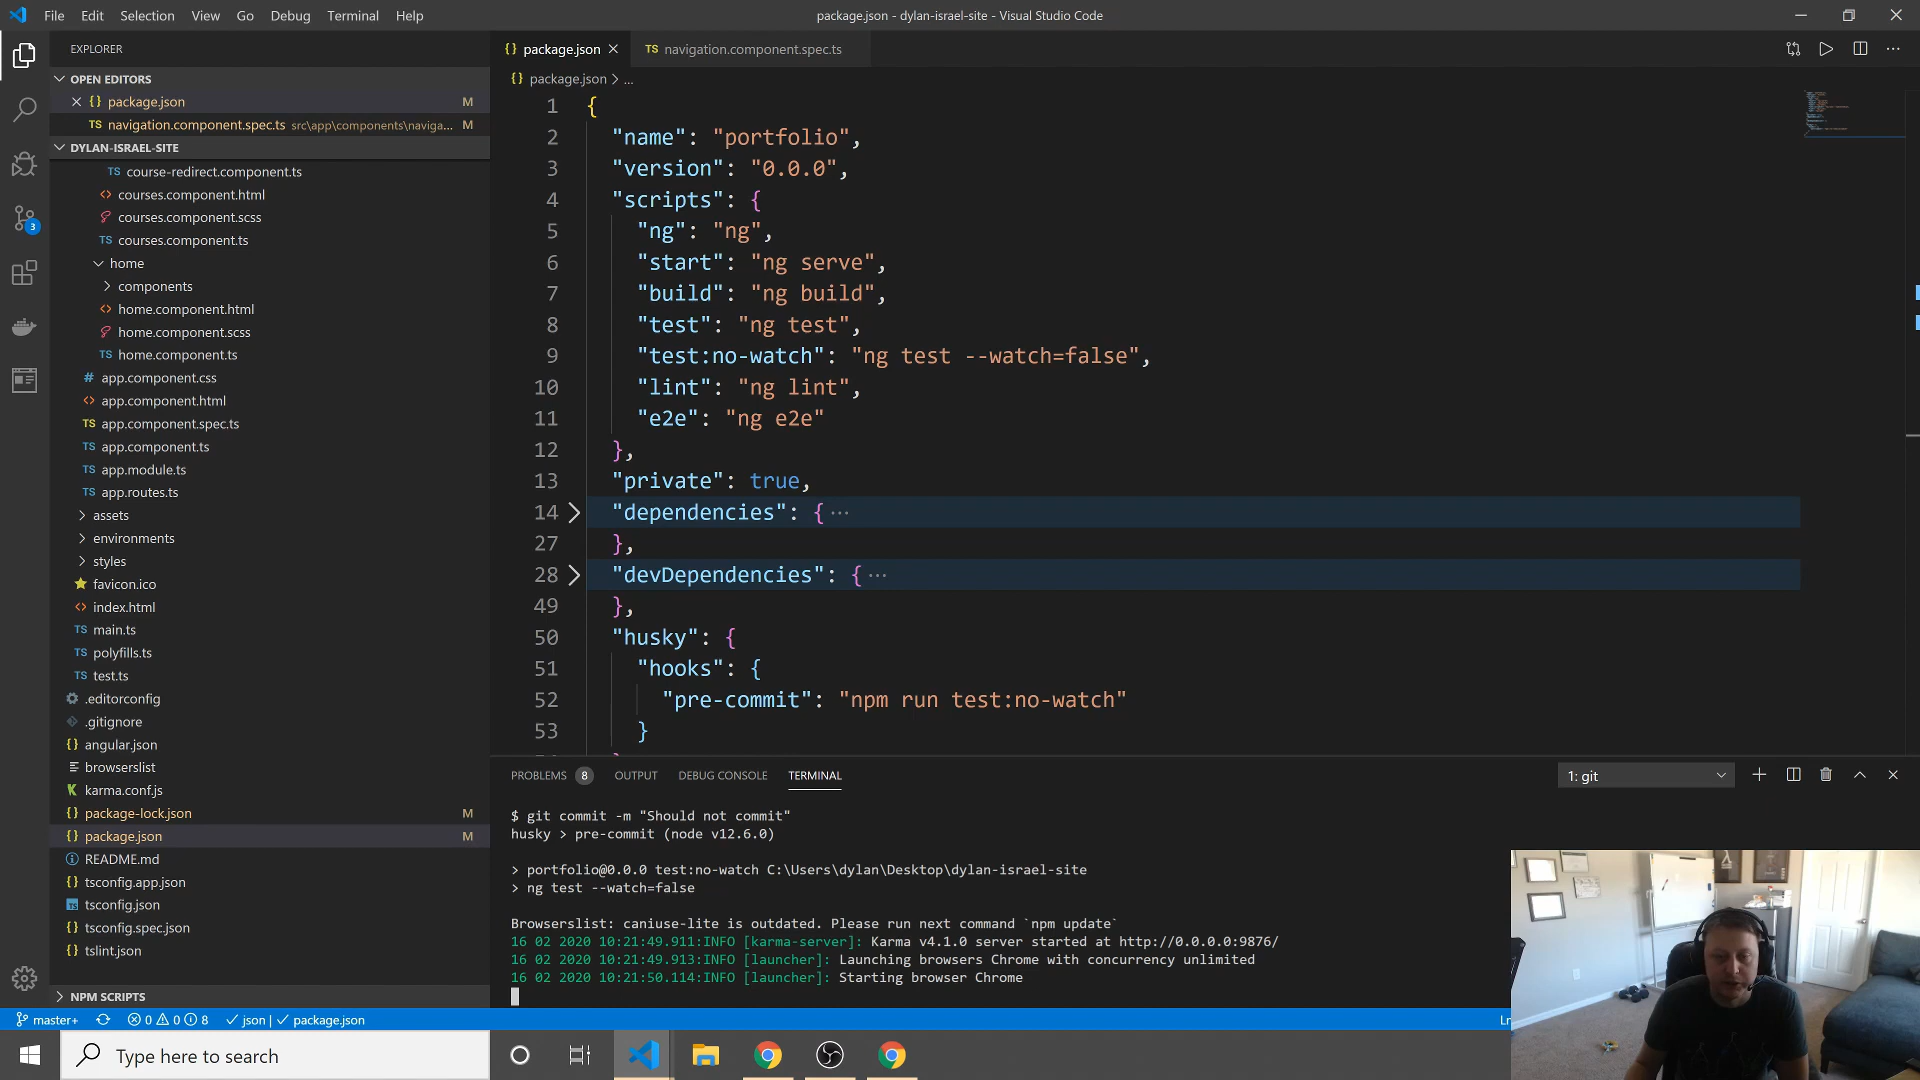 File Edit Selection View Go Debug Terminal Help
package.json - dylan-israel-site - Visual Studio Code
EXPLORER
OPEN EDITORS
package.json M
TS navigation.component.spec.ts src\app\components\naviga... M
DYLAN-ISRAEL-SITE
TS course-redirect.component.ts
courses.component.html
courses.component.scss
TS courses.component.ts
home
components
home.component.html
home.component.scss
TS home.component.ts
# app.component.css
app.component.html
TS app.component.spec.ts
TS app.component.ts
TS app.module.ts
TS app.routes.ts
assets
environments
styles
favicon.ico
index.html
TS main.ts
TS polyfills.ts
TS test.ts
.editorconfig
.gitignore
angular.json
browserslist
karma.conf.js
package-lock.json M
package.json M
README.md
tsconfig.app.json
tsconfig.json
tsconfig.spec.json
tslint.json
NPM SCRIPTS
3
{} package.json
TS navigation.component.spec.ts
{} package.json > ...
1 {
2 "name": "portfolio",
3 "version": "0.0.0",
4 "scripts": {
5 "ng": "ng",
6 "start": "ng serve",
7 "build": "ng build",
8 "test": "ng test",
9 "test:no-watch": "ng test --watch=false",
10 "lint": "ng lint",
11 "e2e": "ng e2e"
12 },
13 "private": true,
14 "dependencies": { ...
27 },
28 "devDependencies": { ...
49 },
50 "husky": {
51 "hooks": {
52 "pre-commit": "npm run test:no-watch"
53 }
PROBLEMS 8 OUTPUT DEBUG CONSOLE TERMINAL
1: git
$ git commit -m "Should not commit"
husky > pre-commit (node v12.6.0)
> portfolio@0.0.0 test:no-watch C:\Users\dylan\Desktop\dylan-israel-site
> ng test --watch=false
Browserslist: caniuse-lite is outdated. Please run next command `npm update`
16 02 2020 10:21:49.911:INFO [karma-server]: Karma v4.1.0 server started at http://0.0.0.0:9876/
16 02 2020 10:21:49.913:INFO [launcher]: Launching browsers Chrome with concurrency unlimited
16 02 2020 10:21:50.114:INFO [launcher]: Starting browser Chrome
master+ 0 0 8 json | package.json
Type here to search